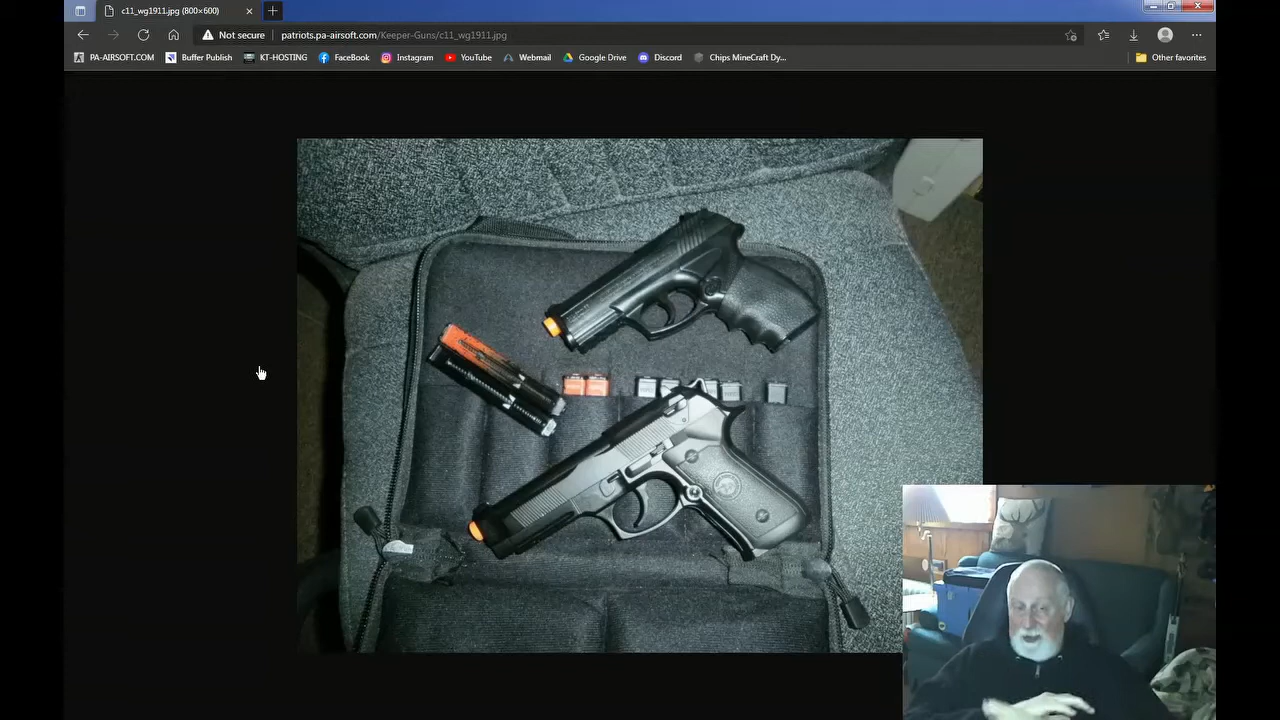 c11_wg1911.jpg (800×600)
Not secure | patriots.pa-airsoft.com/Keeper-Guns/c11_wg1911.jpg
PA-AIRSOFT.COM Buffer Publish KT-HOSTING FaceBook Instagram YouTube Webmail Google Drive Discord Chips MineCraft Dy... Other favorites